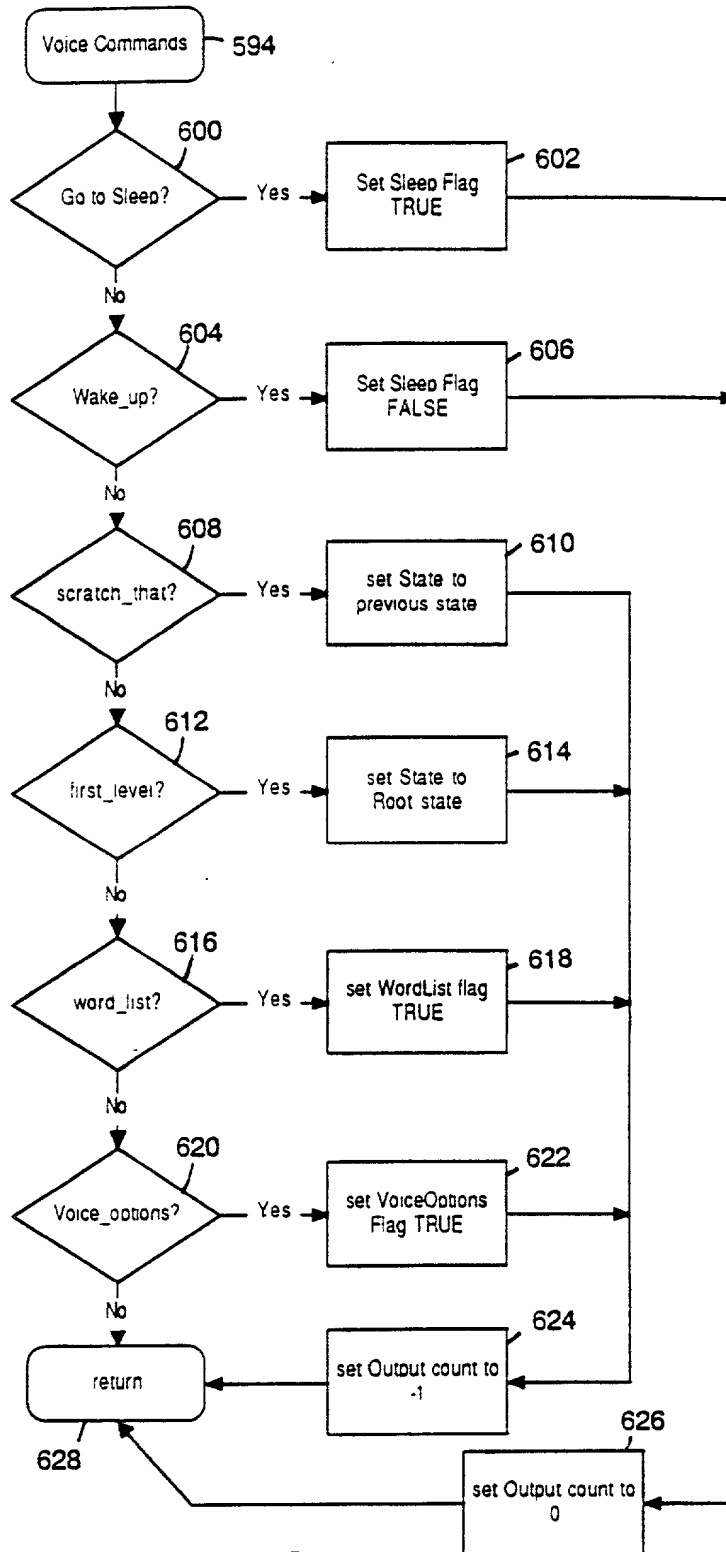 Voice Commands
594
600
Go to Sleep?
Yes
602
Set Sleep Flag
TRUE
No
604
Wake_up?
Yes
606
Set Sleep Flag
FALSE
No
608
scratch_that?
Yes
610
set State to
previous state
No
612
first_level?
Yes
614
set State to
Root state
No
616
word_list?
Yes
618
set WordList flag
TRUE
No
620
Voice_options?
Yes
622
set VoiceOptions
Flag TRUE
No
624
return
set Output count to
-1
628
626
set Output count to
0